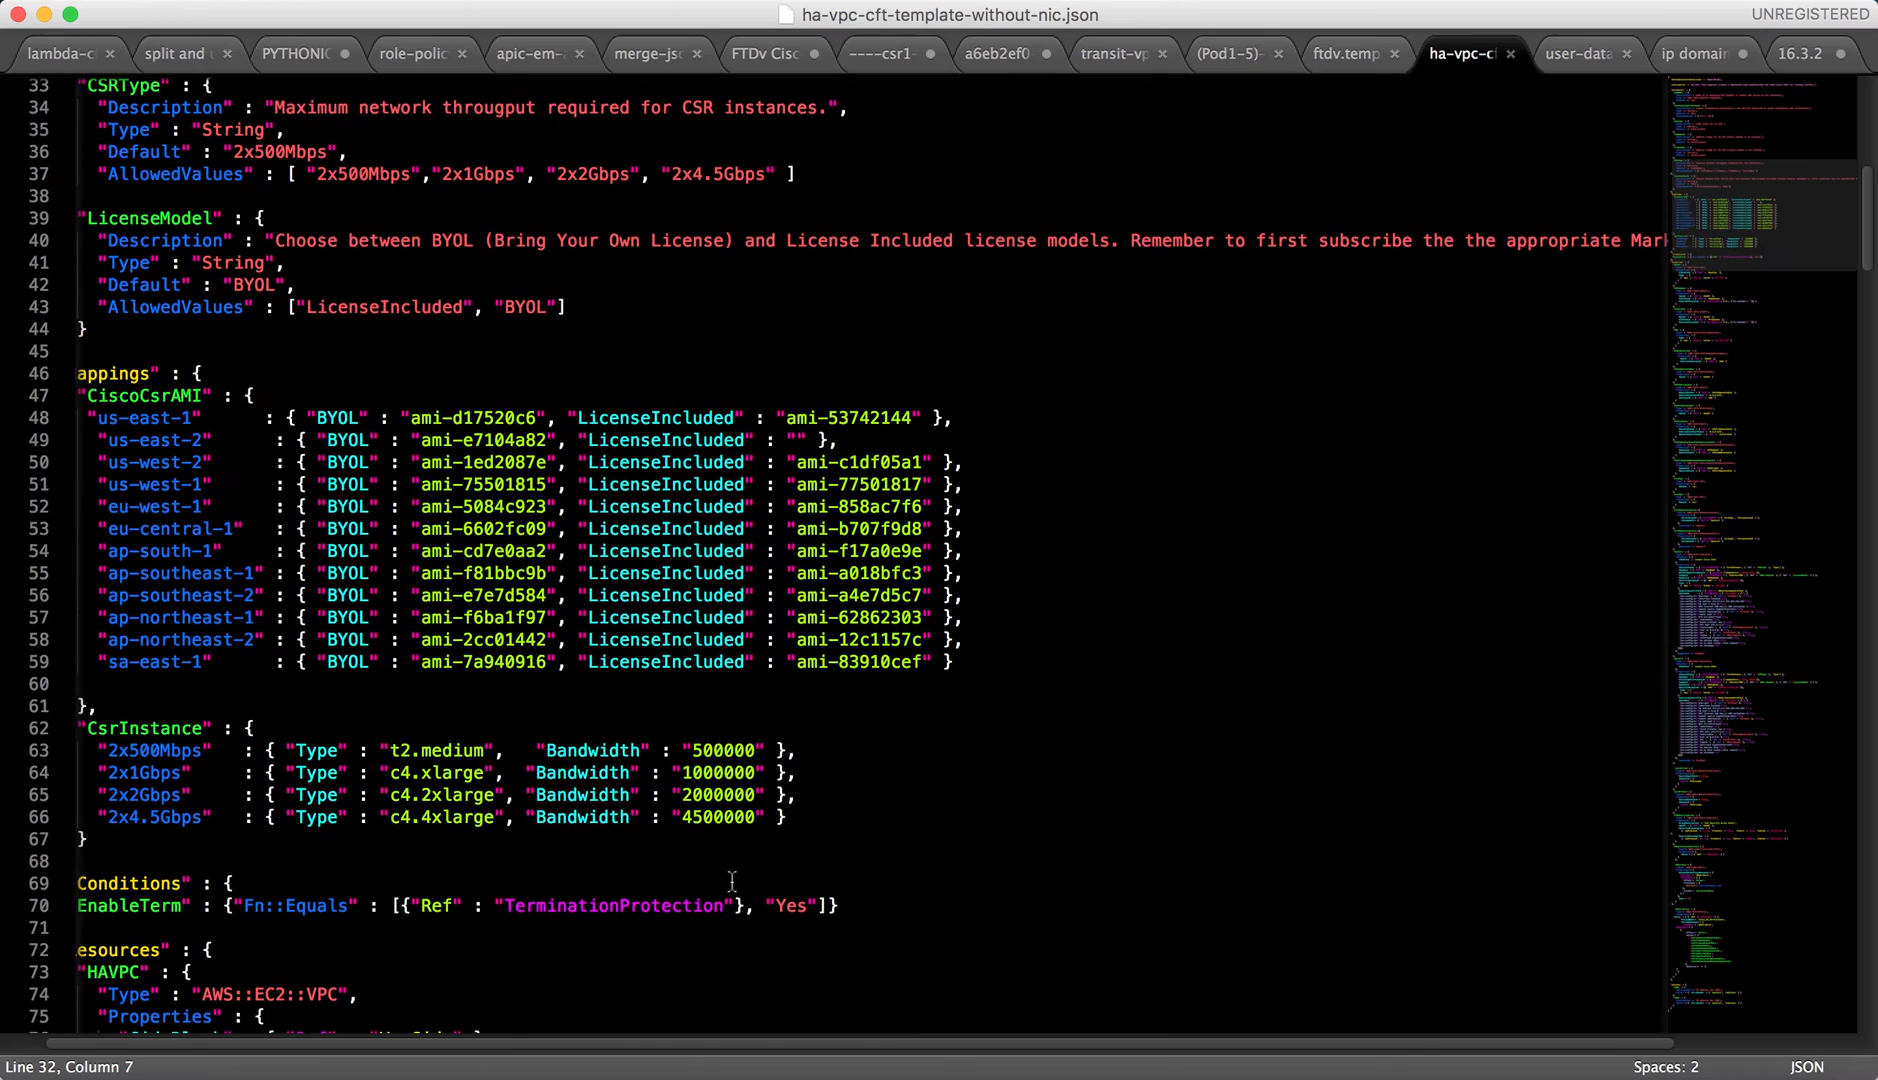 ha-vpc-cft-template-without-nic.json
UNREGISTERED
lambda-c × split and × PYTHONIC role-polic × apic-em- × merge-jsc × FTDv Cisc ----csr1- a6eb2ef0 transit-vp × (Pod1-5) × ftdv.temp × ha-vpc-cf × user-data × ip domain 16.3.2
33 "CSRType" : {
34 "Description" : "Maximum network througput required for CSR instances.",
35 "Type" : "String",
36 "Default" : "2x500Mbps",
37 "AllowedValues" : [ "2x500Mbps","2x1Gbps", "2x2Gbps", "2x4.5Gbps" ]
38
39 "LicenseModel" : {
40 "Description" : "Choose between BYOL (Bring Your Own License) and License Included license models. Remember to first subscribe the the appropriate Mar
41 "Type" : "String",
42 "Default" : "BYOL",
43 "AllowedValues" : ["LicenseIncluded", "BYOL"]
44 }
45
46 appings" : {
47 "CiscoCsrAMI" : {
48 "us-east-1" : { "BYOL" : "ami-d17520c6", "LicenseIncluded" : "ami-53742144" },
49 "us-east-2" : { "BYOL" : "ami-e7104a82", "LicenseIncluded" : "" },
50 "us-west-2" : { "BYOL" : "ami-1ed2087e", "LicenseIncluded" : "ami-c1df05a1" },
51 "us-west-1" : { "BYOL" : "ami-75501815", "LicenseIncluded" : "ami-77501817" },
52 "eu-west-1" : { "BYOL" : "ami-5084c923", "LicenseIncluded" : "ami-858ac7f6" },
53 "eu-central-1" : { "BYOL" : "ami-6602fc09", "LicenseIncluded" : "ami-b707f9d8" },
54 "ap-south-1" : { "BYOL" : "ami-cd7e0aa2", "LicenseIncluded" : "ami-f17a0e9e" },
55 "ap-southeast-1" : { "BYOL" : "ami-f81bbc9b", "LicenseIncluded" : "ami-a018bfc3" },
56 "ap-southeast-2" : { "BYOL" : "ami-e7e7d584", "LicenseIncluded" : "ami-a4e7d5c7" },
57 "ap-northeast-1" : { "BYOL" : "ami-f6ba1f97", "LicenseIncluded" : "ami-62862303" },
58 "ap-northeast-2" : { "BYOL" : "ami-2cc01442", "LicenseIncluded" : "ami-12c1157c" },
59 "sa-east-1" : { "BYOL" : "ami-7a940916", "LicenseIncluded" : "ami-83910cef" }
60
61 },
62 "CsrInstance" : {
63 "2x500Mbps" : { "Type" : "t2.medium", "Bandwidth" : "500000" },
64 "2x1Gbps" : { "Type" : "c4.xlarge", "Bandwidth" : "1000000" },
65 "2x2Gbps" : { "Type" : "c4.2xlarge", "Bandwidth" : "2000000" },
66 "2x4.5Gbps" : { "Type" : "c4.4xlarge", "Bandwidth" : "4500000" }
67 }
68
69 Conditions" : {
70 EnableTerm" : {"Fn::Equals" : [{"Ref" : "TerminationProtection"}, "Yes"]}
71
72 esources" : {
73 "HAVPC" : {
74 "Type" : "AWS::EC2::VPC",
75 "Properties" : {
Line 32, Column 7
Spaces: 2
JSON